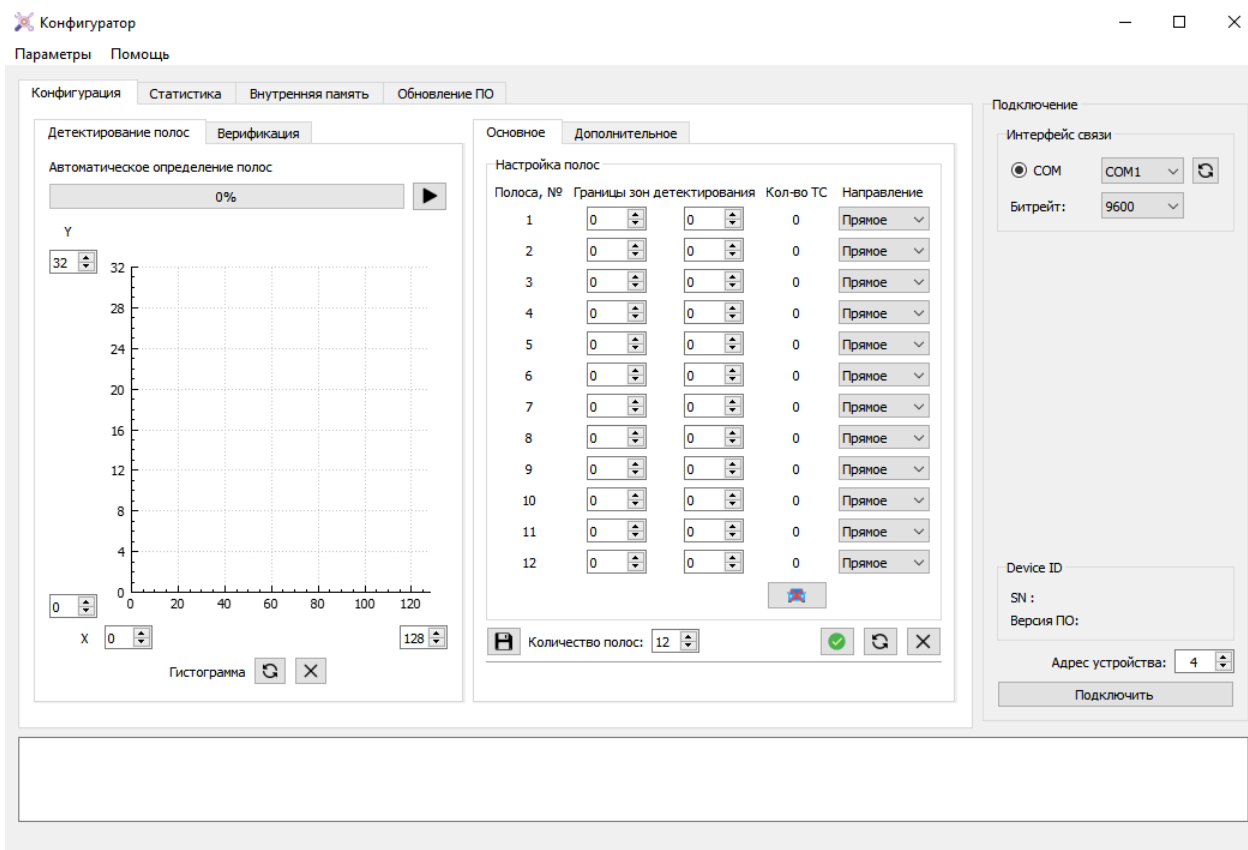 Конфигуратор
Параметры Помощь
Конфигурация Статистика Внутренняя память Обновление ПО
Детектирование полос Верификация
Автоматическое определение полос
0%
Y
32
32
28
24
20
16
12
8
4
0
0 20 40 60 80 100 120
0
X 0 128
Гистограмма
Основное Дополнительное
Настройка полос
Полоса, № Границы зон детектирования Кол-во ТС Направление
1 0 0 0 Прямое
2 0 0 0 Прямое
3 0 0 0 Прямое
4 0 0 0 Прямое
5 0 0 0 Прямое
6 0 0 0 Прямое
7 0 0 0 Прямое
8 0 0 0 Прямое
9 0 0 0 Прямое
10 0 0 0 Прямое
11 0 0 0 Прямое
12 0 0 0 Прямое
Количество полос: 12
Подключение
Интерфейс связи
COM COM1
Битрейт: 9600
Device ID
SN :
Версия ПО:
Адрес устройства: 4
Подключить